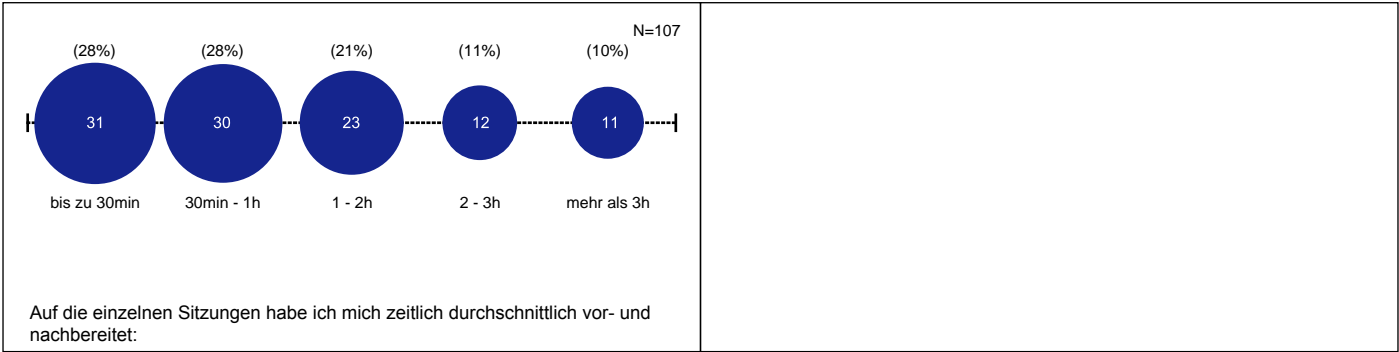 N=107
(28%) (28%) (21%) (11%) (10%)
31 30 23 12 11
bis zu 30min 30min - 1h 1 - 2h 2 - 3h mehr als 3h
Auf die einzelnen Sitzungen habe ich mich zeitlich durchschnittlich vor- und
nachbereitet: